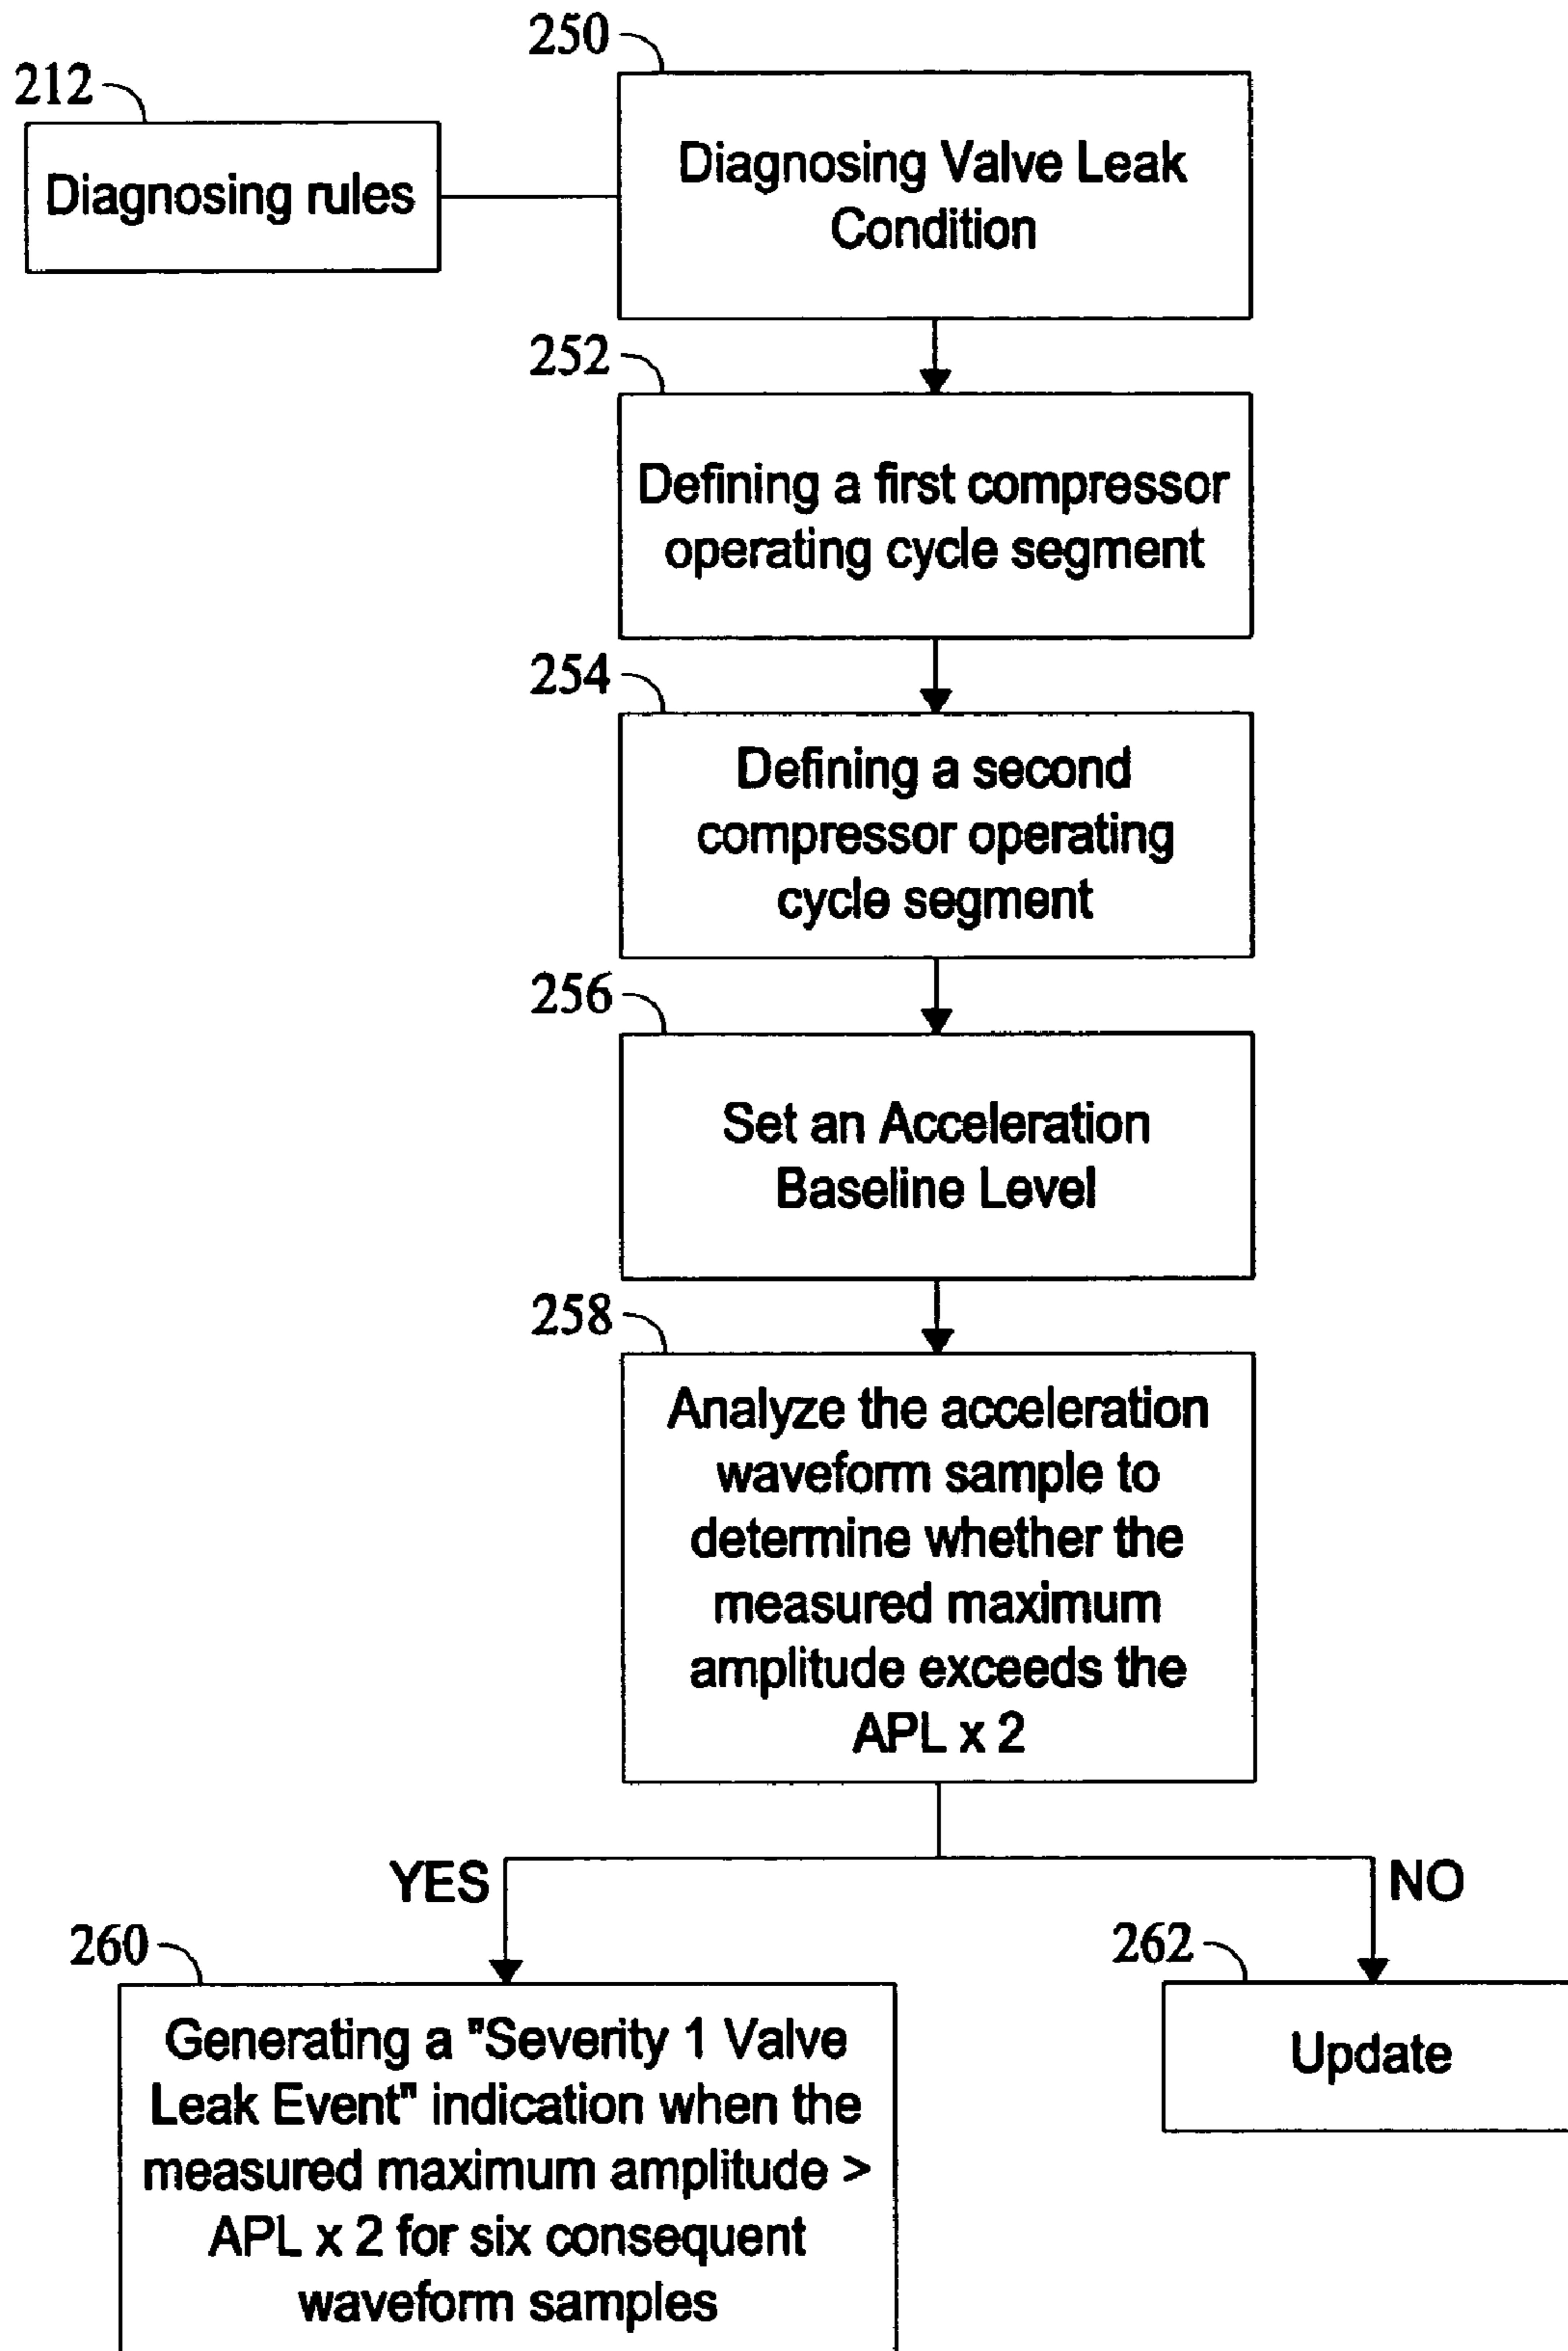 250
212
Diagnosing rules
Diagnosing Valve Leak
Condition
252
Defining a first compressor
operating cycle segment
254
Defining a second
compressor operating
cycle segment
256
Set an Acceleration
Baseline Level
258
Analyze the acceleration
waveform sample to
determine whether the
measured maximum
amplitude exceeds the
APL x 2
YES
NO
260
Generating a "Severity 1 Valve
Leak Event" indication when the
measured maximum amplitude >
APL x 2 for six consequent
waveform samples
262
Update